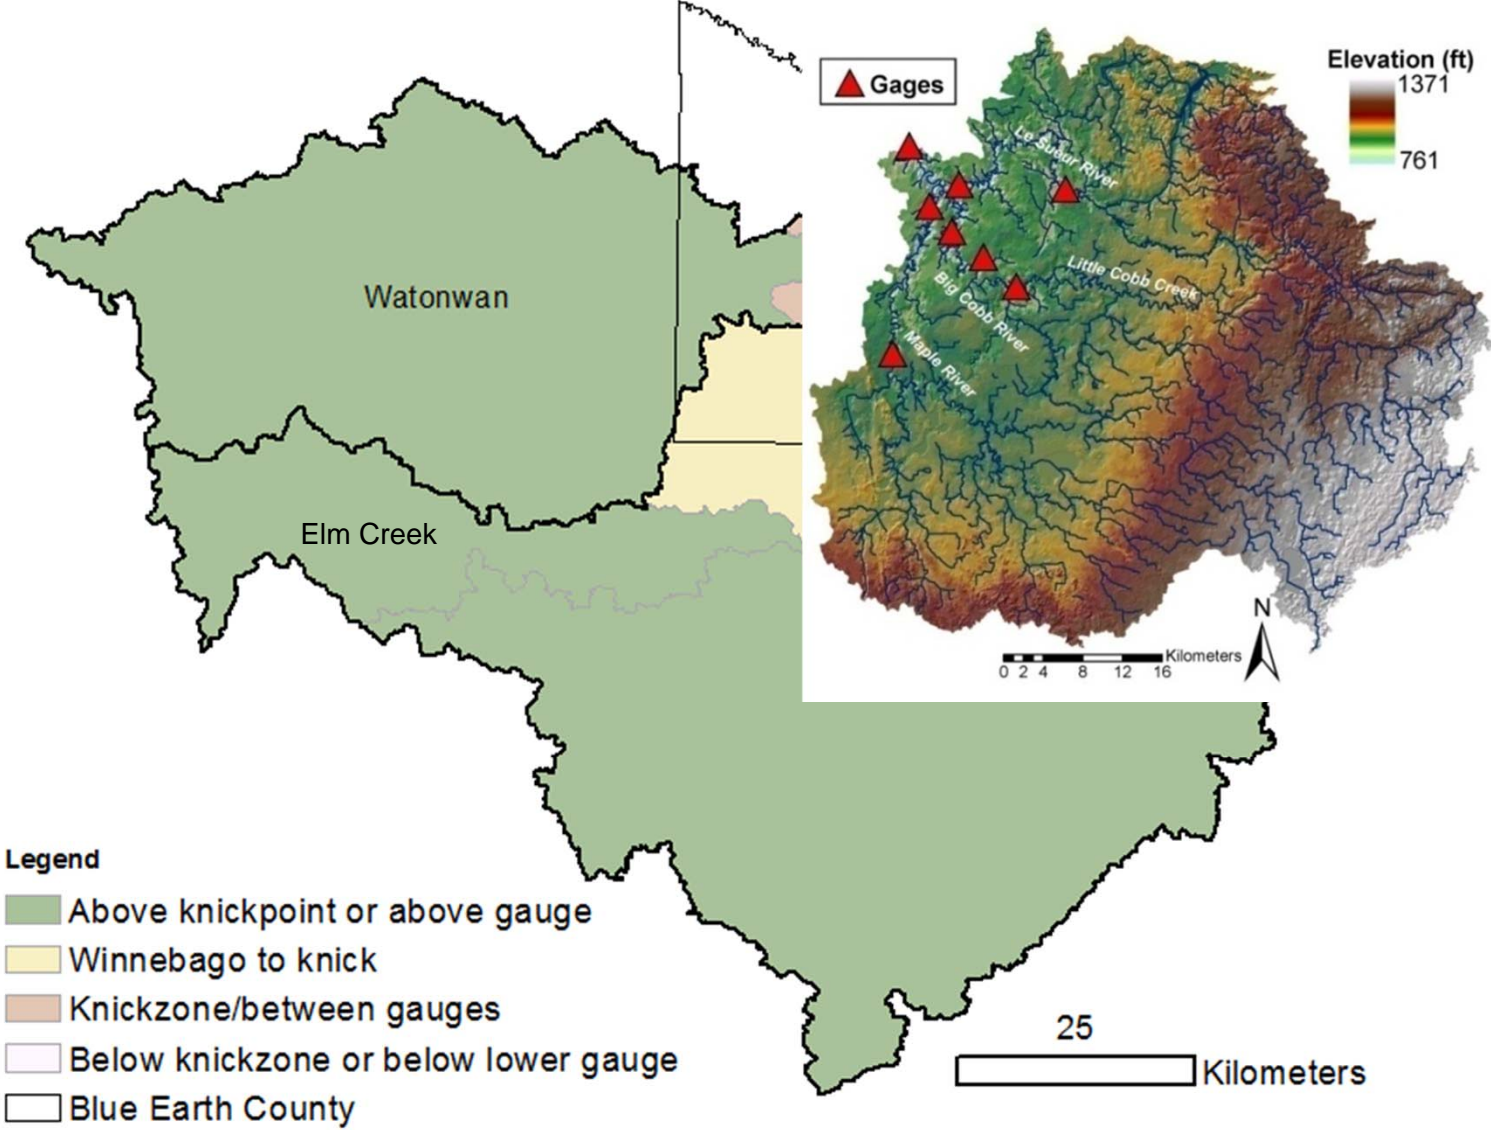 Gages
Elevation (ft)
1371
761
Le Sueur River
Little Cobb Creek
Big Cobb River
Maple River
N
Kilometers
0 2 4 8 12 16
Watonwan
Elm Creek
Legend
Above knickpoint or above gauge
Winnebago to knick
Knickzone/between gauges
Below knickzone or below lower gauge
Blue Earth County
25
Kilometers